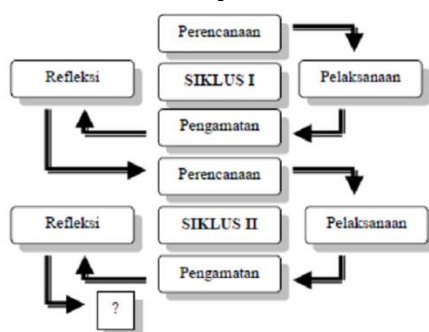 Perencanaan
Refleksi
SIKLUS I
Pelaksanaan
Pengamatan
Perencanaan
Refleksi
SIKLUS II
Pelaksanaan
Pengamatan
?